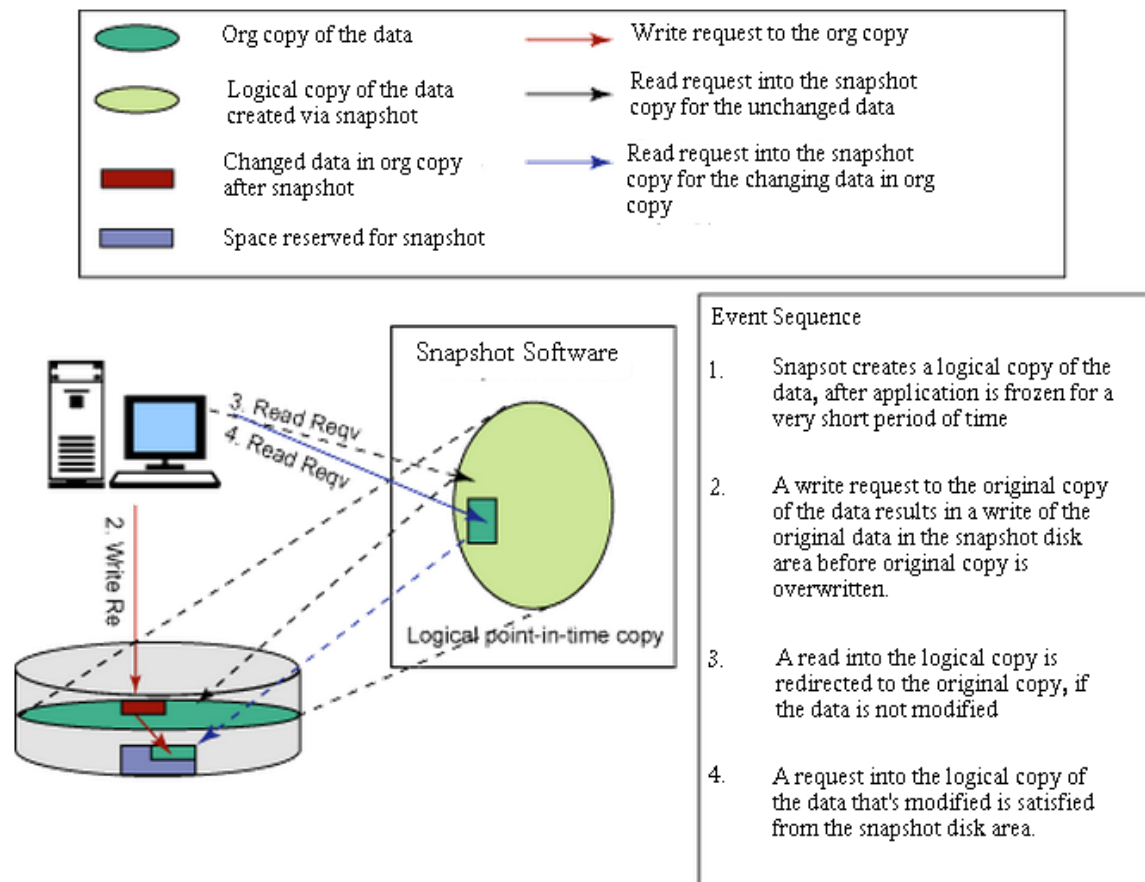 Org copy of the data
Write request to the org copy
Logical copy of the data
created via snapshot
Read request into the snapshot
copy for the unchanged data
Changed data in org copy
after snapshot
Read request into the snapshot
copy for the changing data in org
copy
Space reserved for snapshot
Snapshot Software
3. Read Reqv
4. Read Reqv
2. Write Re
Logical point-in-time copy
Event Sequence
1. Snapsot creates a logical copy of the
data, after application is frozen for a
very short period of time
2. A write request to the original copy
of the data results in a write of the
original data in the snapshot disk
area before original copy is
overwritten.
3. A read into the logical copy is
redirected to the original copy, if
the data is not modified
4. A request into the logical copy of
the data that's modified is satisfied
from the snapshot disk area.